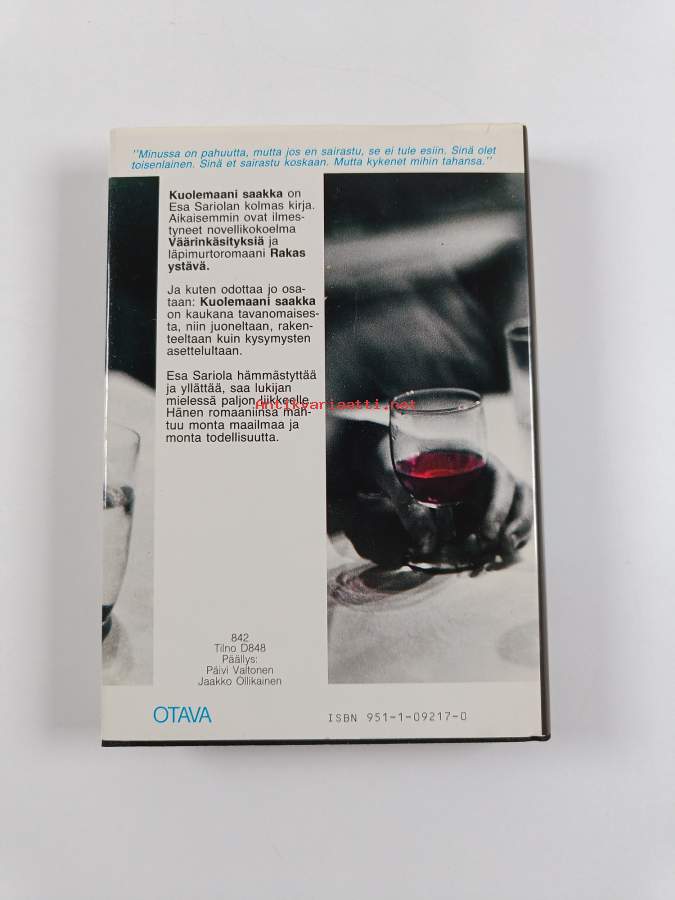 "Minussa on pahuutta, mutta jos en sairastu, se ei tule esiin. Sinä olet
toisenlainen. Sinä et sairastu koskaan. Mutta kykenet mihin tahansa."
Kuolemaani saakka on
Esa Sariolan kolmas kirja.
Aikaisemmin ovat ilmes-
tyneet novellikokoelma
Väärinkäsityksiä ja
läpimurtoromaani Rakas
ystävä.
Ja kuten odottaa jo osa-
taan: Kuolemaani saakka
on kaukana tavanomaises-
ta, niin juoneltaan, raken-
teeltaan kuin kysymysten
asettelultaan.
Esa Sariola hämmästyttää
ja yllättää, saa lukijan
mielessä paljon liikkeelle.
Antikvariaatti.net
Hänen romaaniinsa mah-
tuu monta maailmaa ja
monta todellisuutta.
842
Tilno D848
Päällys:
Päivi Valtonen
Jaakko Ollikainen
OTAVA
ISBN 951-1-09217-0